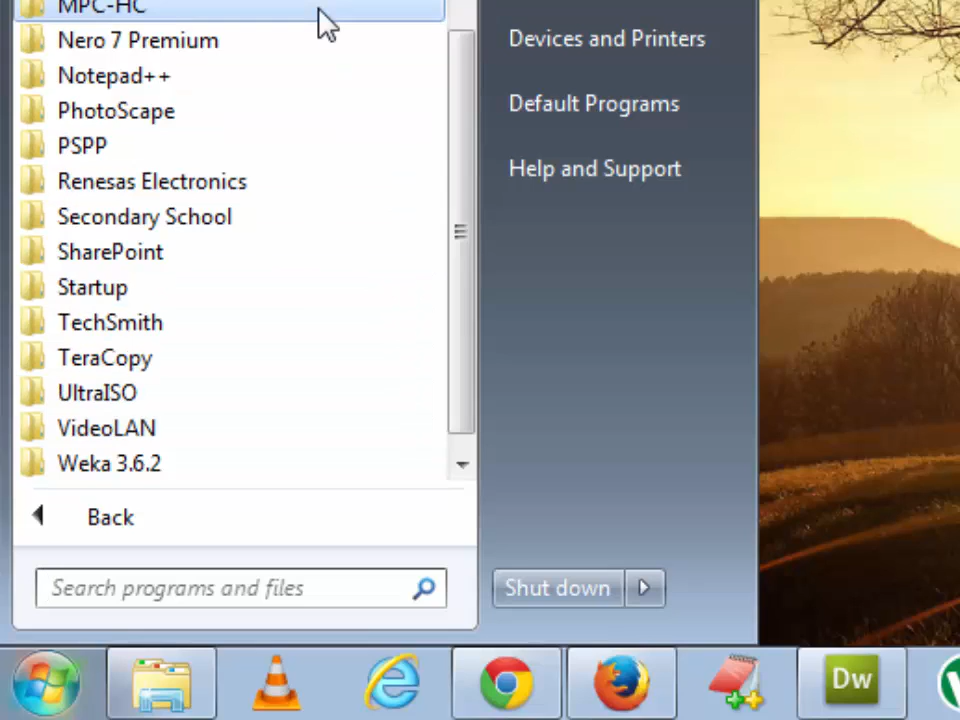 MPC-HC
Nero 7 Premium
Notepad++
PhotoScape
PSPP
Renesas Electronics
Secondary School
SharePoint
Startup
TechSmith
TeraCopy
UltraISO
VideoLAN
Weka 3.6.2
Back
Search programs and files
Devices and Printers
Default Programs
Help and Support
Shut down
Dw